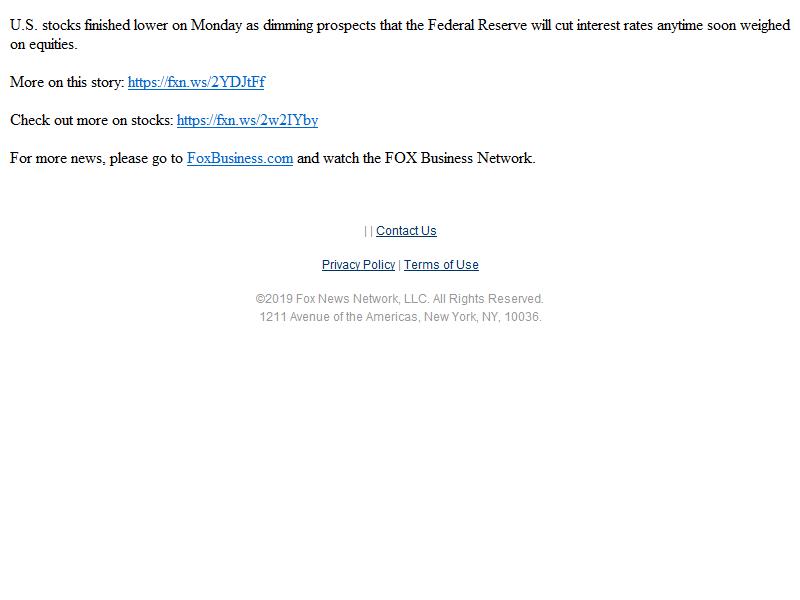 U.S. stocks finished lower on Monday as dimming prospects that the Federal Reserve will cut interest rates anytime soon weighed
on equities.
More on this story: https://fxn.ws/2YDJtFf
Check out more on stocks: https://fxn.ws/2w2IYby
For more news, please go to FoxBusiness.com and watch the FOX Business Network.
| | Contact Us
Privacy Policy | Terms of Use
©2019 Fox News Network, LLC. All Rights Reserved.
1211 Avenue of the Americas, New York, NY, 10036.